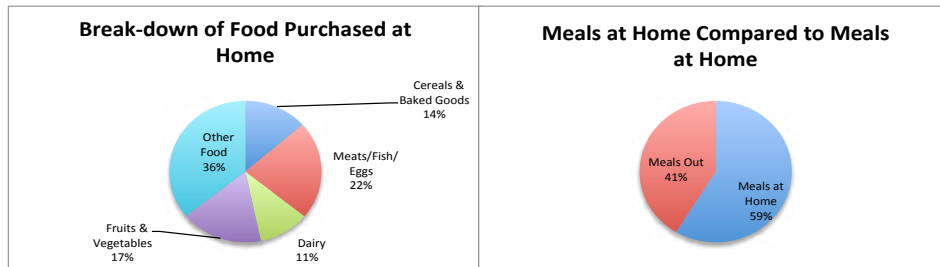 Break-down of Food Purchased at
Home
Cereals &
Baked Goods
14%
Other
Food
36%
Meats/Fish/
Eggs
22%
Fruits &
Vegetables
17%
Dairy
11%
Meals at Home Compared to Meals
at Home
Meals Out
41%
Meals at
Home
59%